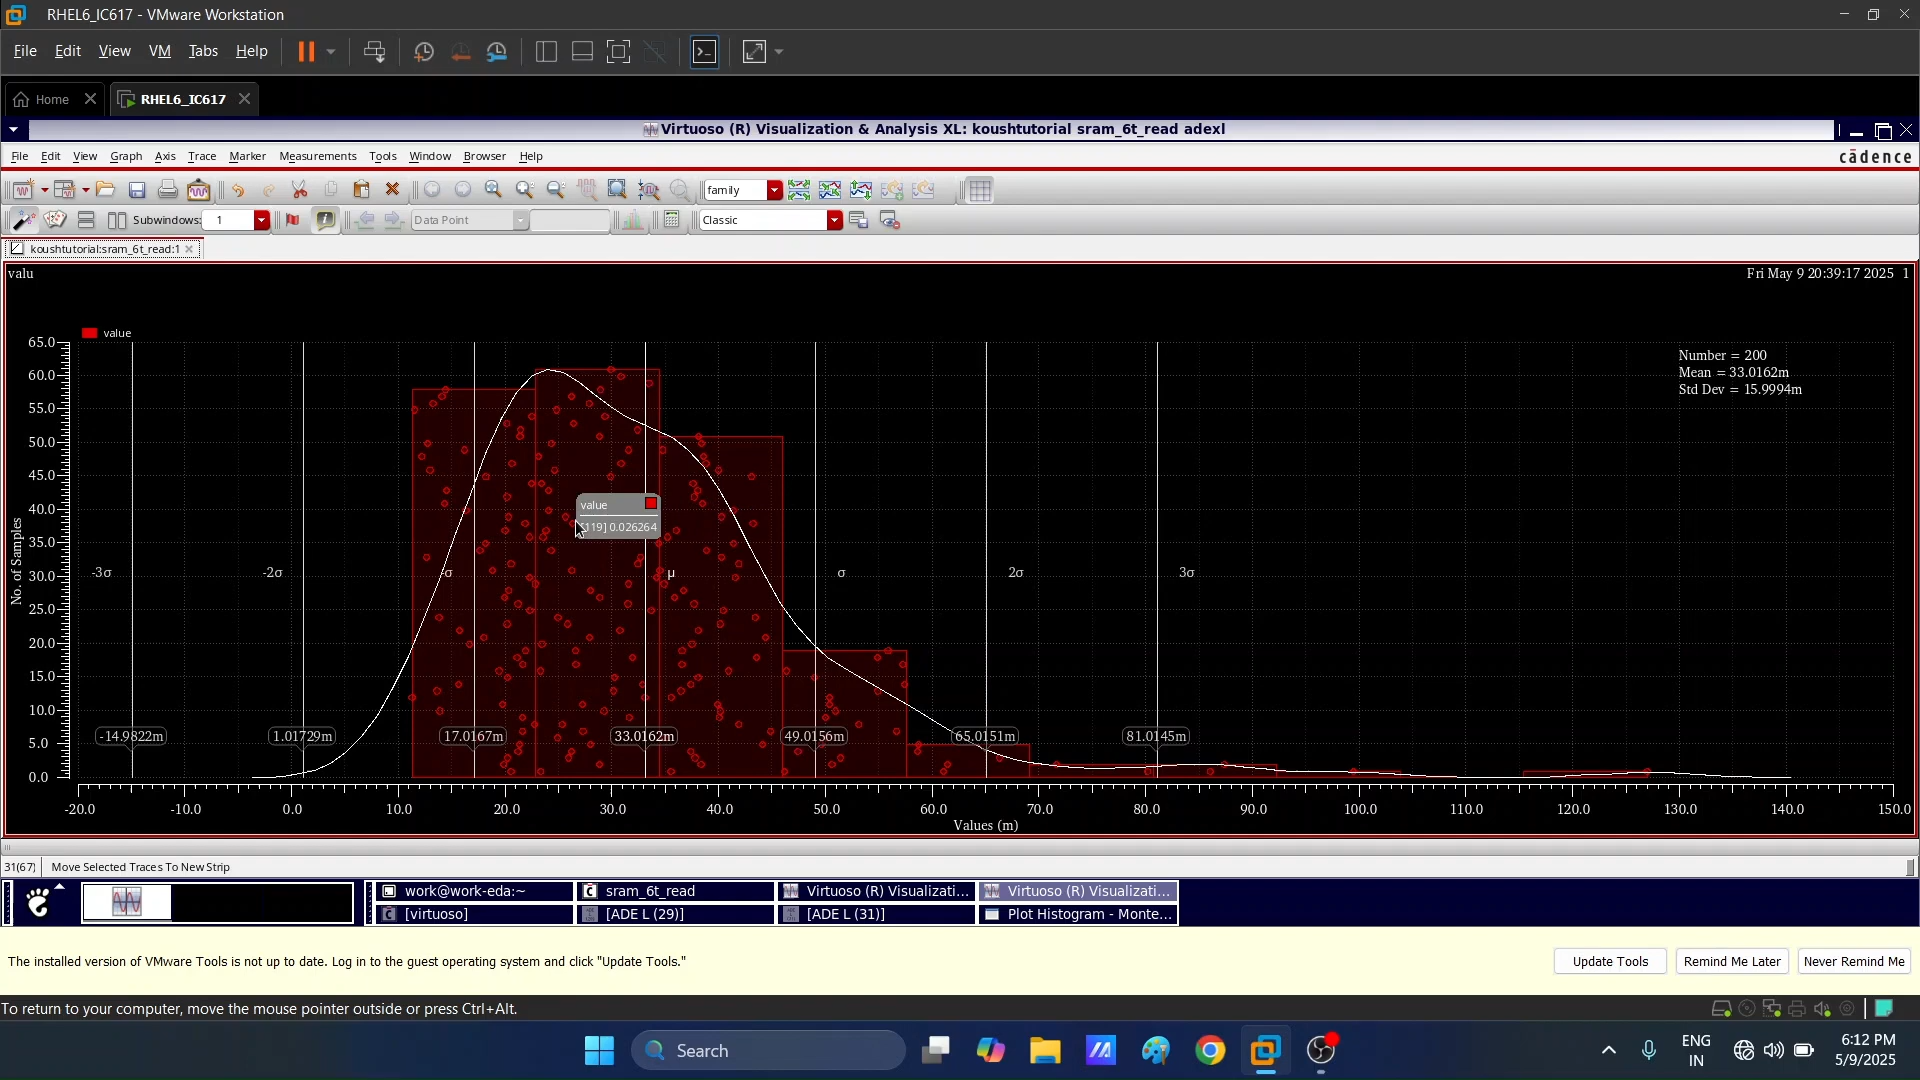 RHEL6_IC617 - VMware Workstation
File Edit View VM Tabs Help
Home RHEL6_IC617
Virtuoso (R) Visualization & Analysis XL: koushtutorial sram_6t_read adexl
File Edit View Graph Axis Trace Marker Measurements Tools Window Browser Help
cādence
family
Subwindows: 1 Data Point Classic
koushtutorial:sram_6t_read:1
valu
Fri May 9 20:39:17 2025 1
value
Number = 200
Mean = 33.0162m
Std Dev = 15.9994m
65.0
60.0
55.0
50.0
45.0
40.0
35.0
30.0
25.0
20.0
15.0
10.0
5.0
0.0
No. of Samples
value
[119] 0.026264
-3σ -2σ -σ μ σ 2σ 3σ
-14.9822m 1.01729m 17.0167m 33.0162m 49.0156m 65.0151m 81.0145m
-20.0 -10.0 0.0 10.0 20.0 30.0 40.0 50.0 60.0 70.0 80.0 90.0 100.0 110.0 120.0 130.0 140.0 150.0
Values (m)
31(67) Move Selected Traces To New Strip
work@work-eda:~ sram_6t_read Virtuoso (R) Visualizati... Virtuoso (R) Visualizati...
[virtuoso] [ADE L (29)] [ADE L (31)] Plot Histogram - Monte...
The installed version of VMware Tools is not up to date. Log in to the guest operating system and click "Update Tools."
Update Tools Remind Me Later Never Remind Me
To return to your computer, move the mouse pointer outside or press Ctrl+Alt.
Search
ENG
IN
6:12 PM
5/9/2025